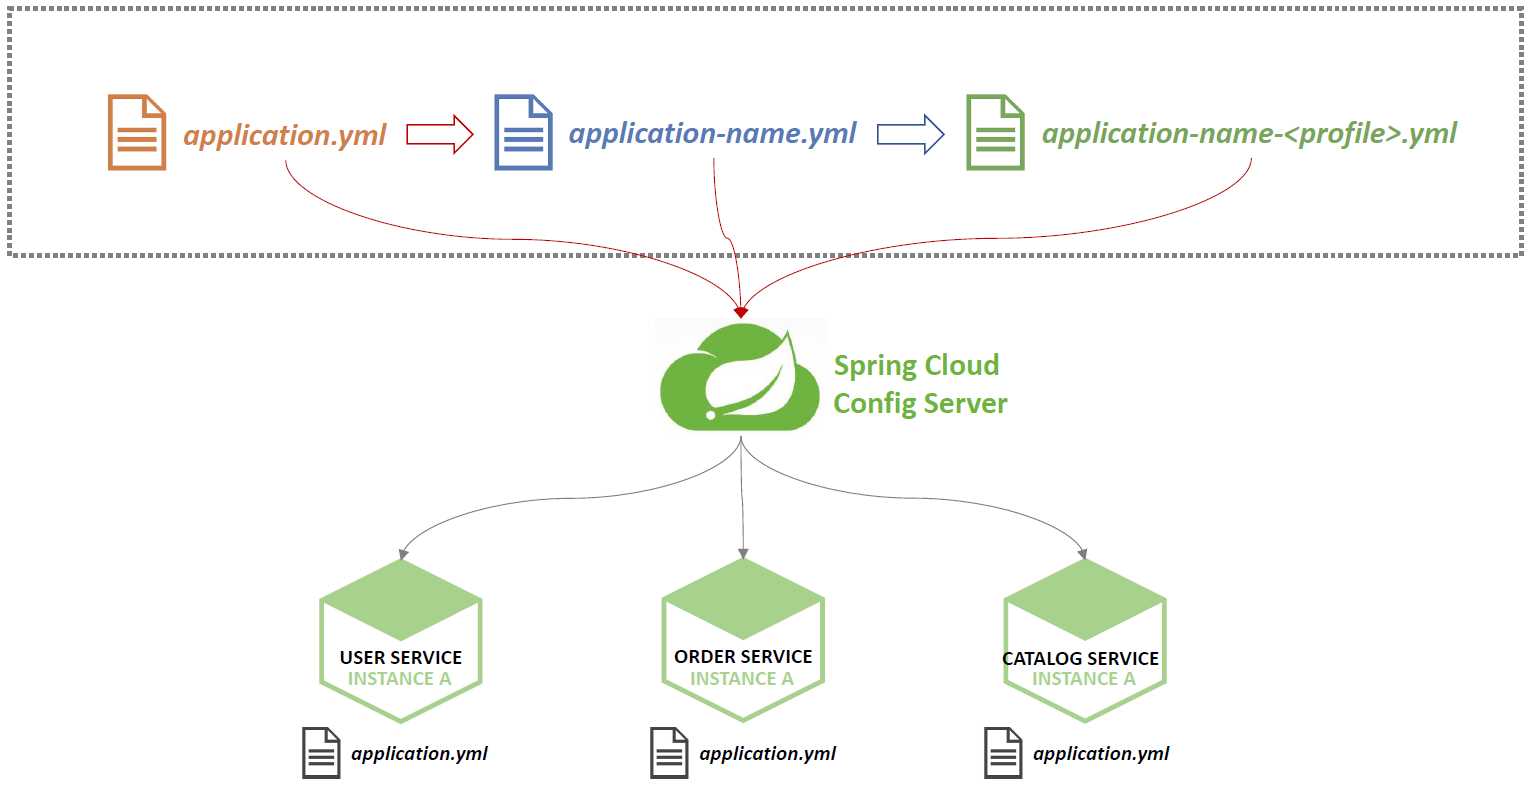 application.yml
application-name.yml
application-name-<profile>.yml
Spring Cloud
Config Server
USER SERVICE
INSTANCE A
ORDER SERVICE
INSTANCE A
CATALOG SERVICE
INSTANCE A
application.yml
application.yml
application.yml